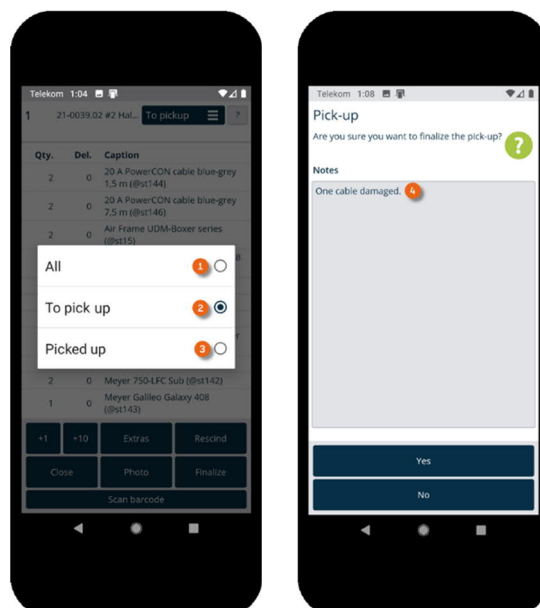 Telekom 1:04
1 21-0039.02 #2 Hal... To pickup ?
Qty. Del. Caption
2 0 20 A PowerCON cable blue-grey
1,5 m (@st144)
2 0 20 A PowerCON cable blue-grey
7,5 m (@st146)
2 0 Air Frame UDM-Boxer series
(@st15)
All 1
To pick up 2
Picked up 3
2 0 Meyer 750-LFC Sub (@st142)
1 0 Meyer Galileo Galaxy 408
(@st143)
+1 +10 Extras Rescind
Close Photo Finalize
Scan barcode
Telekom 1:08
Pick-up
Are you sure you want to finalize the pick-up?
?
Notes
One cable damaged. 4
Yes
No